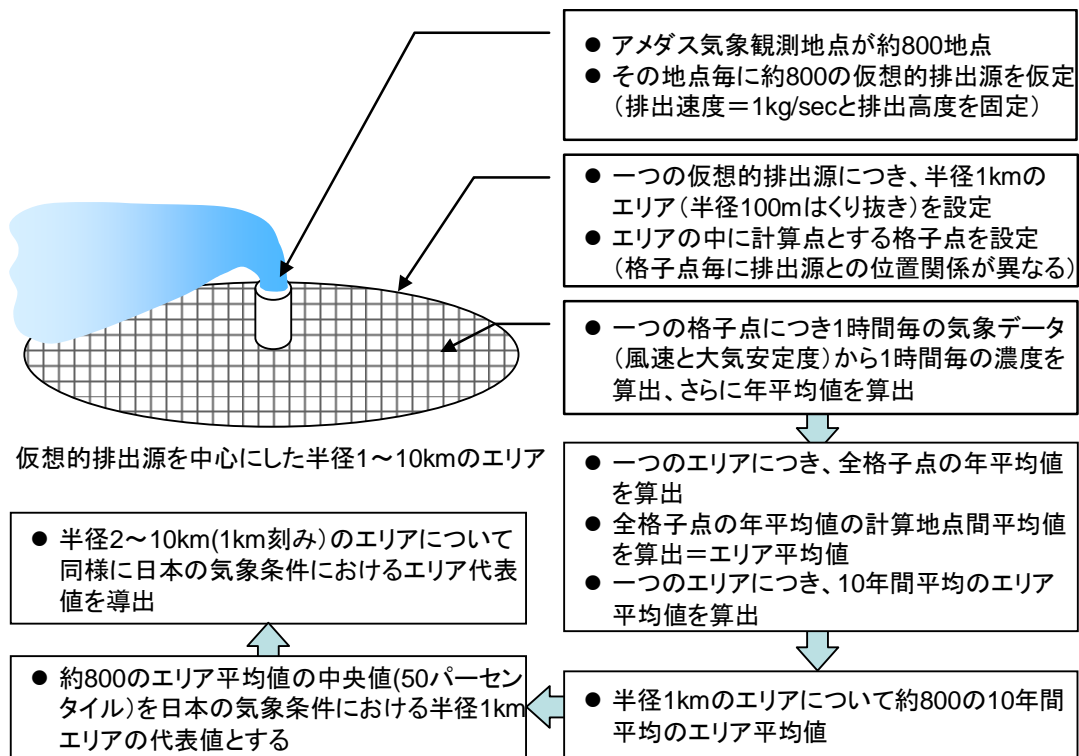 ● アメダス気象観測地点が約800地点
● その地点毎に約800の仮想的排出源を仮定
（排出速度＝1kg/secと排出高度を固定）
● 一つの仮想的排出源につき、半径1kmの
エリア（半径100mはくり抜き）を設定
● エリアの中に計算点とする格子点を設定
（格子点毎に排出源との位置関係が異なる）
● 一つの格子点につき1時間毎の気象データ
（風速と大気安定度）から1時間毎の濃度を
算出、さらに年平均値を算出
仮想的排出源を中心にした半径1～10kmのエリア
● 一つのエリアにつき、全格子点の年平均値
を算出
● 全格子点の年平均値の計算地点間平均値
を算出＝エリア平均値
● 一つのエリアにつき、10年間平均のエリア
平均値を算出
● 半径1kmのエリアについて約800の10年間
平均のエリア平均値
● 約800のエリア平均値の中央値(50パーセン
タイル）を日本の気象条件における半径1km
エリアの代表値とする
● 半径2～10km(1km刻み）のエリアについて
同様に日本の気象条件におけるエリア代表
値を導出